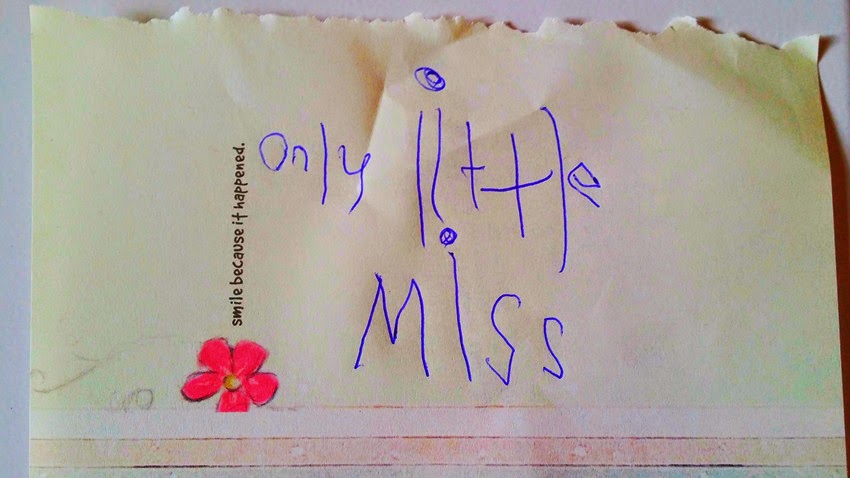 only little
Miss
smile because it happened.